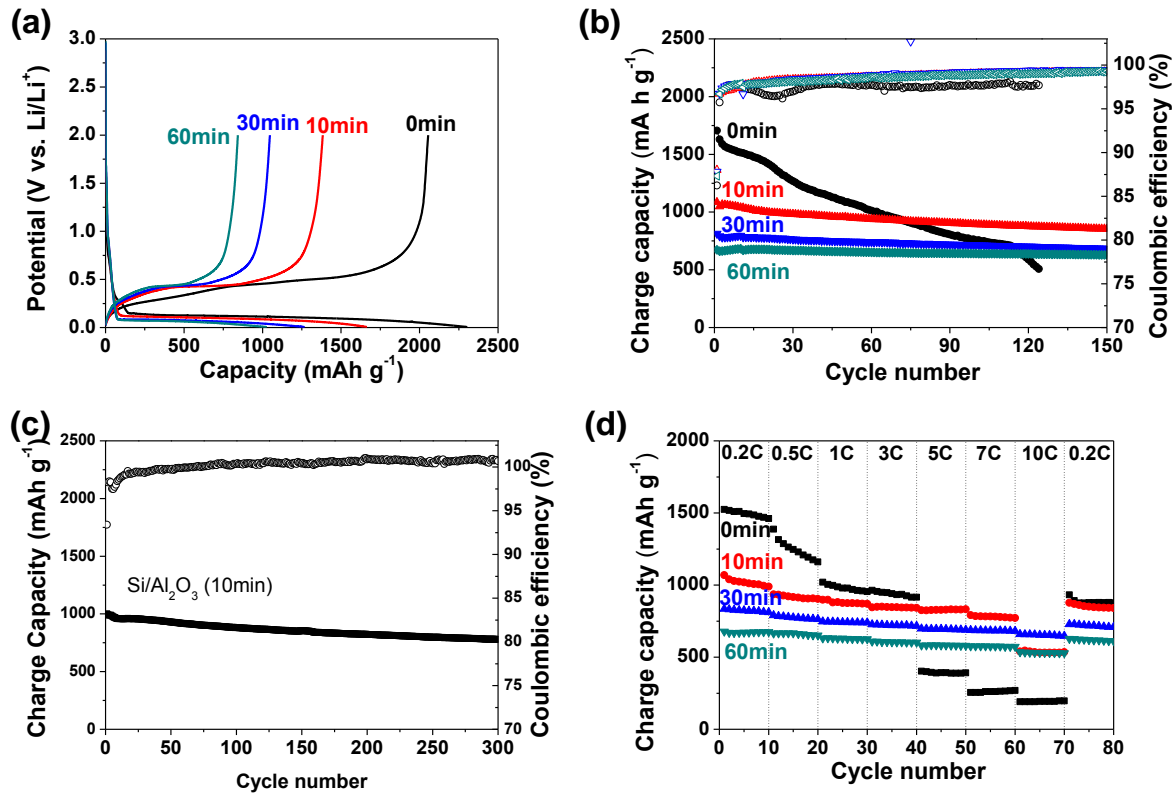 (a)
Potential (V vs. Li/Li⁺)
3.0
2.5
2.0
1.5
1.0
0.5
0.0
60min
30min
10min
0min
0 500 1000 1500 2000 2500
Capacity (mAh g⁻¹)
(b)
Charge capacity (mA h g⁻¹)
2500
2000
1500
1000
500
0
0min
10min
30min
60min
100
95
90
85
80
75
70
Coulombic efficiency (%)
0 30 60 90 120 150
Cycle number
(c)
Charge Capacity (mAh g⁻¹)
2500
2250
2000
1750
1500
1250
1000
750
500
250
0
Si/Al₂O₃ (10min)
100
95
90
85
80
75
70
Coulombic efficiency (%)
0 50 100 150 200 250 300
Cycle number
(d)
Charge capacity (mAh g⁻¹)
2000
1500
1000
500
0
0.2C 0.5C 1C 3C 5C 7C 10C 0.2C
0min
10min
30min
60min
0 10 20 30 40 50 60 70 80
Cycle number